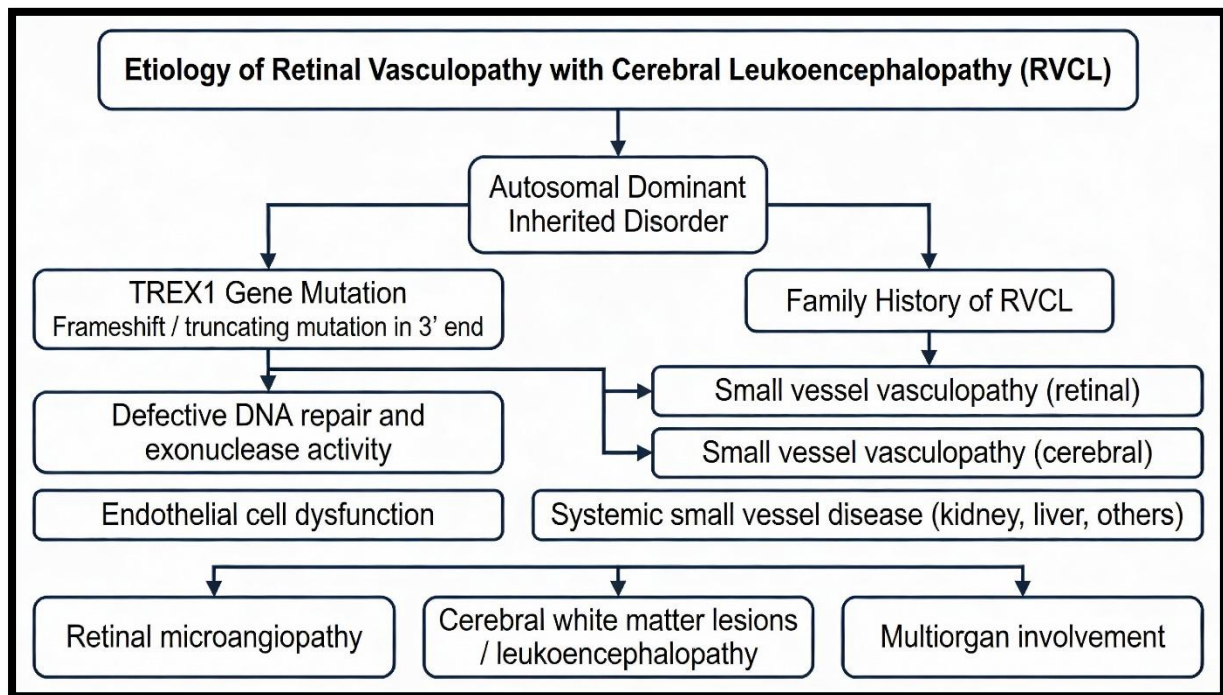 Etiology of Retinal Vasculopathy with Cerebral Leukoencephalopathy (RVCL)
Autosomal Dominant
Inherited Disorder
TREX1 Gene Mutation
Frameshift / truncating mutation in 3’ end
Family History of RVCL
Small vessel vasculopathy (retinal)
Defective DNA repair and
exonuclease activity
Small vessel vasculopathy (cerebral)
Endothelial cell dysfunction
Systemic small vessel disease (kidney, liver, others)
Retinal microangiopathy
Cerebral white matter lesions
/ leukoencephalopathy
Multiorgan involvement